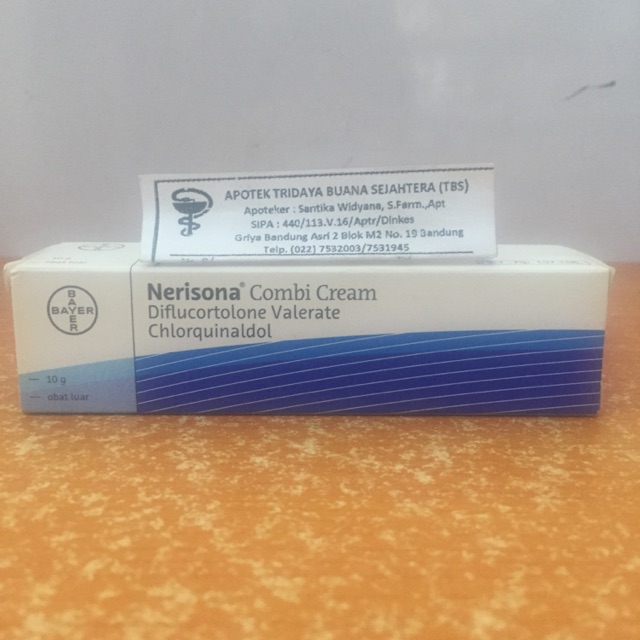 APOTEK TRIDAYA BUANA SEJAHTERA (TBS)
Apoteker : Santika Widyana, S.Farm.,Apt
SIPA : 440/113.V.16/Aptr/Dinkes
Griya Bandung Asri 2 Blok M2 No. 19 Bandung
Telp. (022) 7532003/7531945
BAYER
BAYER
Nerisona® Combi Cream
Diflucortolone Valerate
Chlorquinaldol
10 g
obat luar